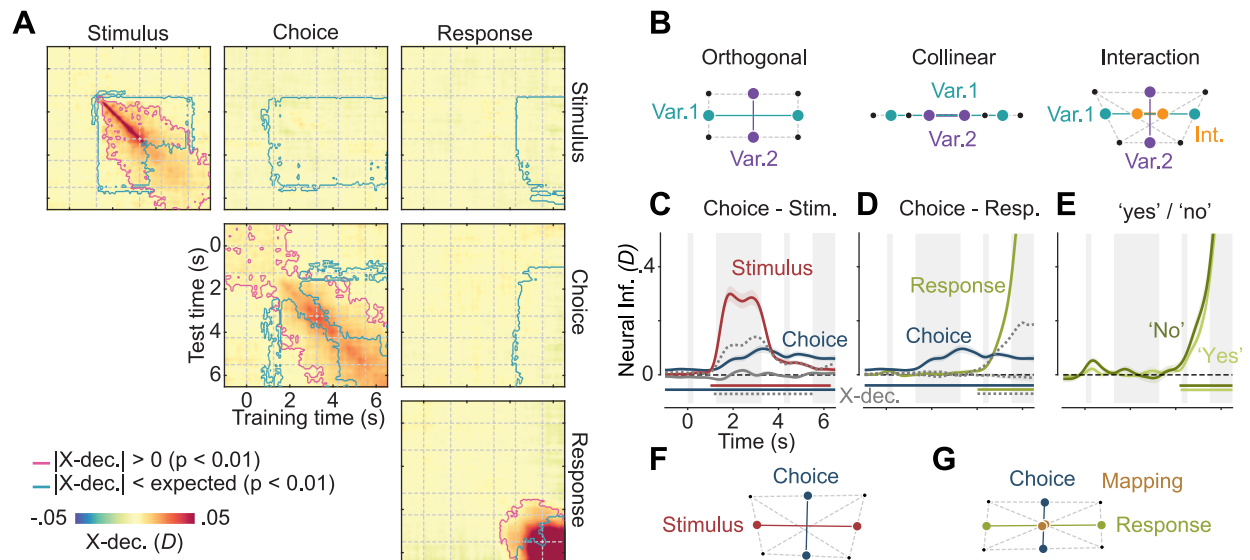 A
Stimulus
Choice
Response
Stimulus
Choice
Response
0
2
4
6
Test time (s)
0 2 4 6
Training time (s)
|X-dec.| > 0 (p < 0.01)
|X-dec.| < expected (p < 0.01)
-.05
.05
X-dec. (D)
B
Orthogonal
Collinear
Interaction
Var.1
Var.2
Var.1
Var.2
Var.1
Int.
Var.2
C
Choice - Stim.
Neural Inf. (D)
.4
.2
0
Stimulus
Choice
X-dec.
0 2 4 6
Time (s)
D
Choice - Resp.
Response
Choice
E
'yes' / 'no'
'No'
'Yes'
F
Choice
Stimulus
G
Choice
Mapping
Response